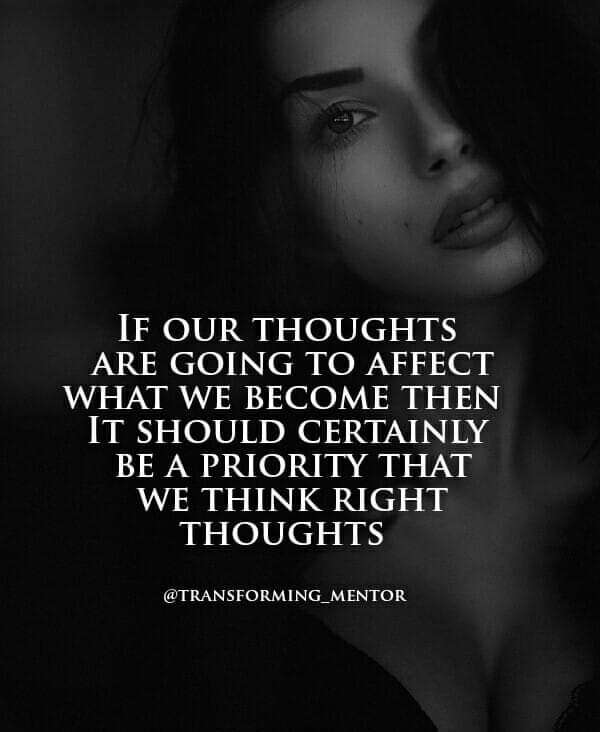 If our thoughts
are going to affect
what we become then
It should certainly
be a priority that
we think right
thoughts
@transforming_mentor